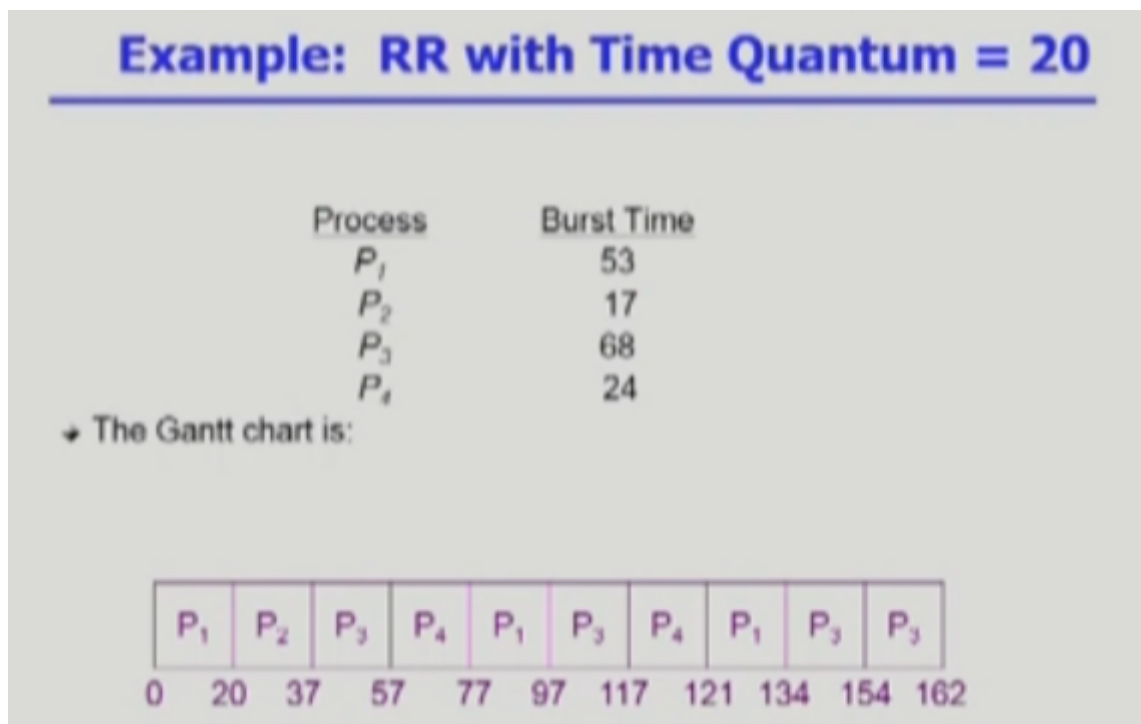 Example: RR with Time Quantum = 20
Process Burst Time
P₁ 53
P₂ 17
P₃ 68
P₄ 24
The Gantt chart is:
P₁ P₂ P₃ P₄ P₁ P₃ P₄ P₁ P₃ P₃
0 20 37 57 77 97 117 121 134 154 162